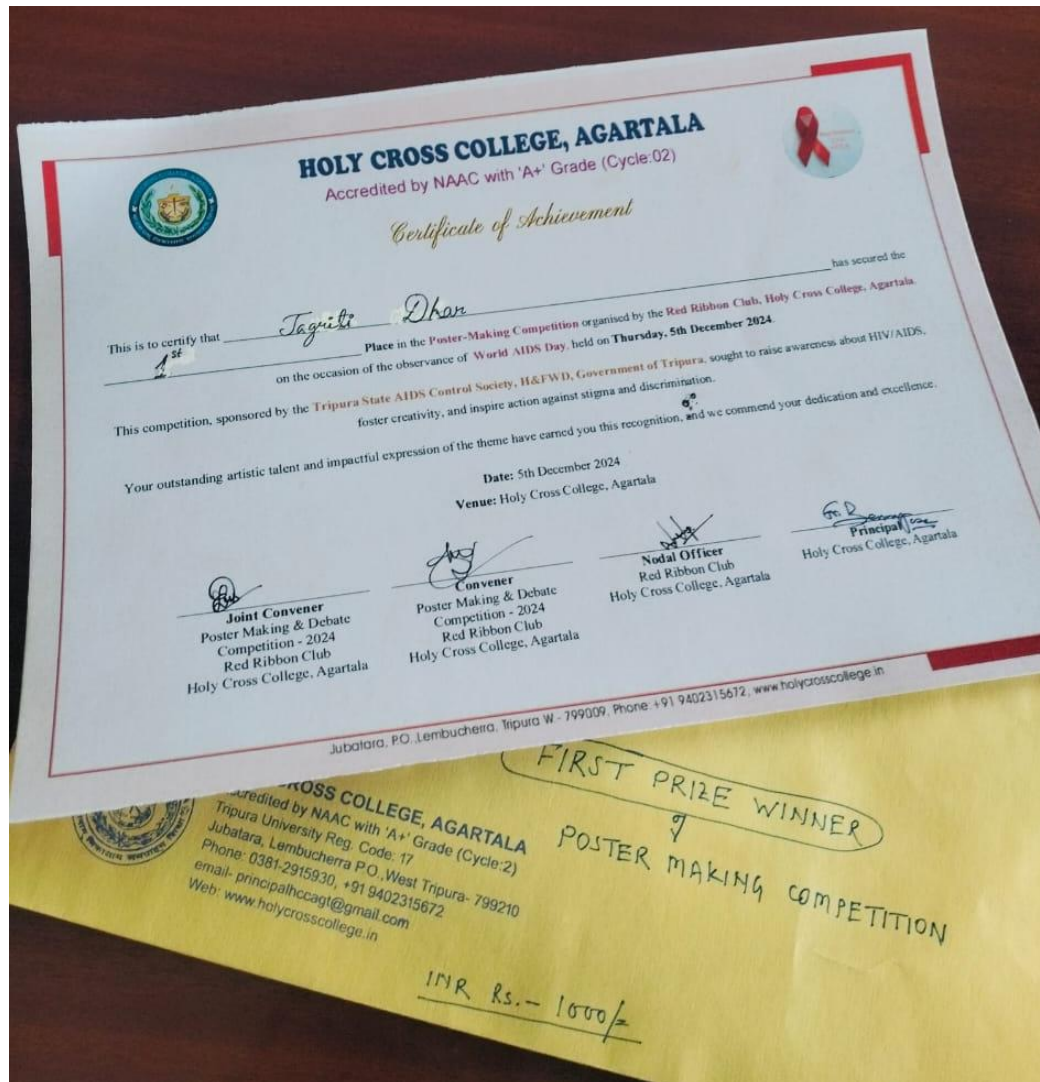 HOLY CROSS COLLEGE, AGARTALA
Accredited by NAAC with 'A+' Grade (Cycle:02)
Certificate of Achievement
This is to certify that Jagriti Dhar has secured the
1st Place in the Poster-Making Competition organised by the Red Ribbon Club, Holy Cross College, Agartala,
on the occasion of the observance of World AIDS Day, held on Thursday, 5th December 2024.
This competition, sponsored by the Tripura State AIDS Control Society, H&FWD, Government of Tripura, sought to raise awareness about HIV/AIDS,
foster creativity, and inspire action against stigma and discrimination.
Your outstanding artistic talent and impactful expression of the theme have earned you this recognition, and we commend your dedication and excellence.
Date: 5th December 2024
Venue: Holy Cross College, Agartala
Joint Convener
Poster Making & Debate
Competition - 2024
Red Ribbon Club
Holy Cross College, Agartala
Convener
Poster Making & Debate
Competition - 2024
Red Ribbon Club
Holy Cross College, Agartala
Nodal Officer
Red Ribbon Club
Holy Cross College, Agartala
Principal
Holy Cross College, Agartala
Jubatara, P.O.,Lembucherra, Tripura W.- 799009, Phone:+91 9402315672, www.holycrosscollege.in
COLLEGE, AGARTALA
by NAAC with 'A+' Grade (Cycle:2)
Tripura University Reg. Code: 17
Jubatara, Lembucherra P.O.,West Tripura- 799210
Phone: 0381-2915930, +91 9402315672
email- principalhccagt@gmail.com
Web: www.holycrosscollege.in
FIRST PRIZE WINNER
POSTER MAKING COMPETITION
INR Rs.- 1000/=